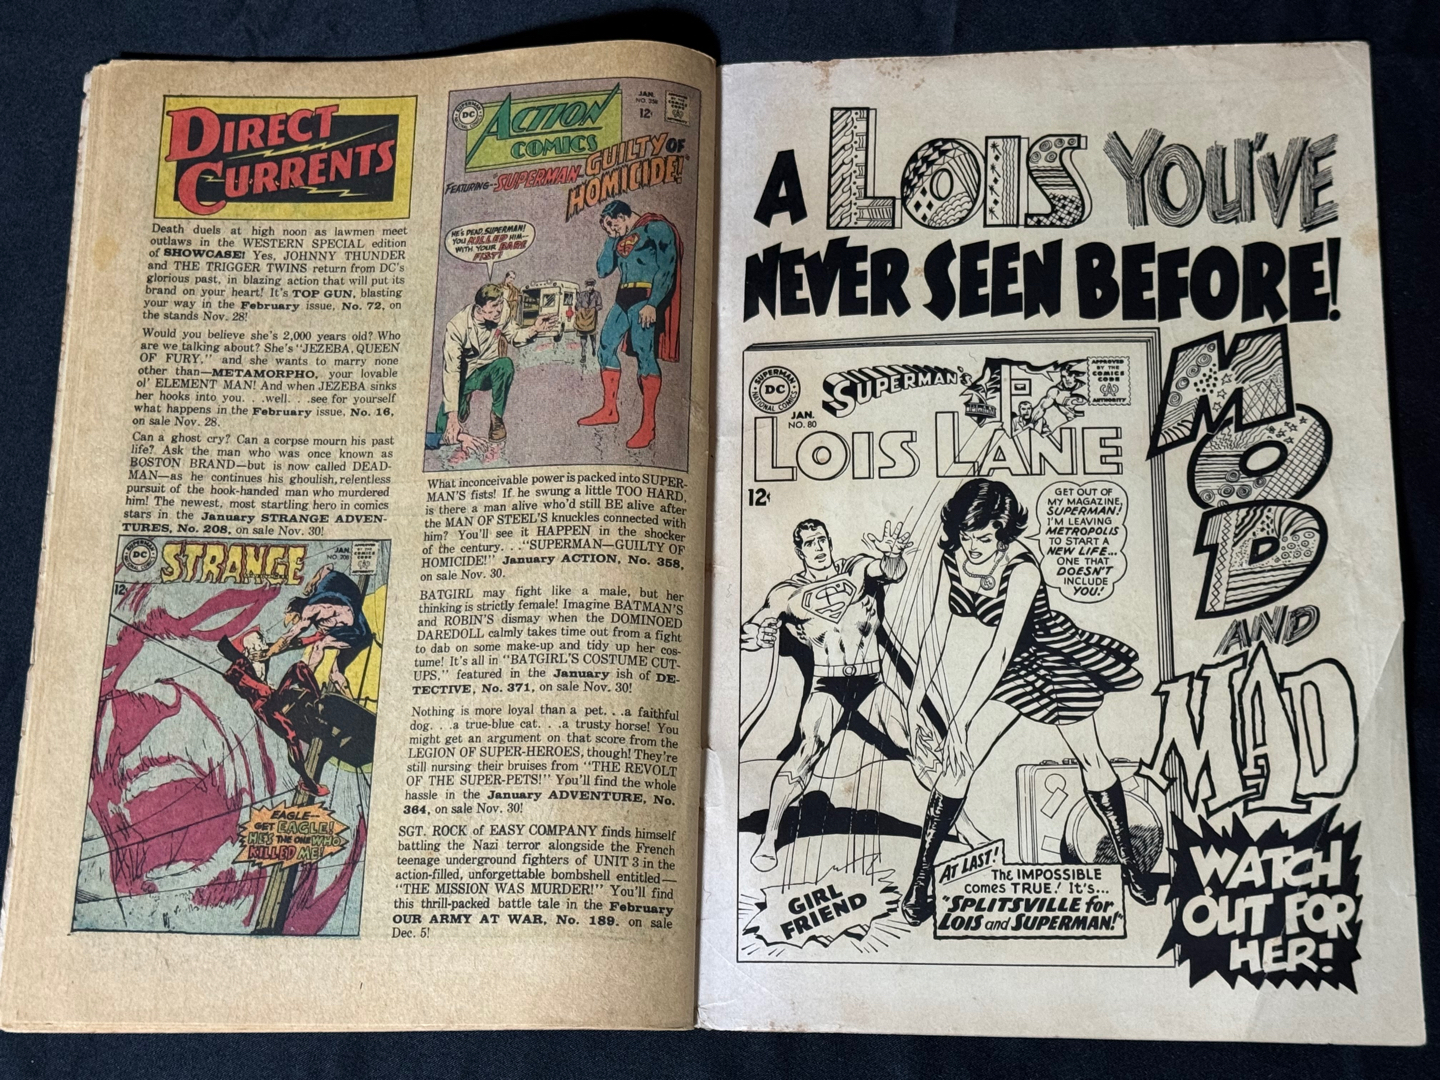 DIRECT
CURRENTS
Death duels at high noon as lawmen meet
outlaws in the WESTERN SPECIAL edition
of SHOWCASE! Yes, JOHNNY THUNDER
and THE TRIGGER TWINS return from DC's
glorious past, in blazing action that will put its
brand on your heart! It's TOP GUN, blasting
your way in the February issue, No. 72, on
the stands Nov. 28!
Would you believe she's 2,000 years old? Who
are we talking about? She's "JEZEBA, QUEEN
OF FURY," and she wants to marry none
other than—METAMORPHO, your lovable
ol' ELEMENT MAN! And when JEZEBA sinks
her hooks into you. . .well. . .see for yourself
what happens in the February issue, No. 16,
on sale Nov. 28.
Can a ghost cry? Can a corpse mourn his past
life? Ask the man who was once known as
BOSTON BRAND—but is now called DEAD-
MAN—as he continues his ghoulish, relentless
pursuit of the hook-handed man who murdered
him! The newest, most startling hero in comics
stars in the January STRANGE ADVEN-
TURES, No. 208, on sale Nov. 30!
DC
STRANGE
JAN.
NO. 208
12¢
EAGLE--
GET EAGLE!
HE'S THE ONE WHO
KILLED ME!
SUPERMAN
DC
ACTION
COMICS
JAN.
NO. 358
12¢
FEATURING- SUPERMAN- GUILTY OF
HOMICIDE!"
HE'S DEAD, SUPERMAN!
YOU KILLED HIM--
WITH YOUR BARE
FIST!
What inconceivable power is packed into SUPER-
MAN'S fists! If he swung a little TOO HARD,
is there a man alive who'd still BE alive after
the MAN OF STEEL'S knuckles connected with
him? You'll see it HAPPEN in the shocker
of the century. . ."SUPERMAN—GUILTY OF
HOMICIDE!" January ACTION, No. 358,
on sale Nov. 30.
BATGIRL may fight like a male, but her
thinking is strictly female! Imagine BATMAN'S
and ROBIN'S dismay when the DOMINOED
DAREDOLL calmly takes time out from a fight
to dab on some make-up and tidy up her cos-
tume! It's all in "BATGIRL'S COSTUME CUT-
UPS," featured in the January ish of DE-
TECTIVE, No. 371, on sale Nov. 30!
Nothing is more loyal than a pet. . .a faithful
dog. . .a true-blue cat. . .a trusty horse! You
might get an argument on that score from the
LEGION OF SUPER-HEROES, though! They're
still nursing their bruises from "THE REVOLT
OF THE SUPER-PETS!" You'll find the whole
hassle in the January ADVENTURE, No.
364, on sale Nov. 30!
SGT. ROCK of EASY COMPANY finds himself
battling the Nazi terror alongside the French
teenage underground fighters of UNIT 3 in the
action-filled, unforgettable bombshell entitled—
"THE MISSION WAS MURDER!" You'll find
this thrill-packed battle tale in the February
OUR ARMY AT WAR, No. 189, on sale
Dec. 5!
A LOIS YOU'VE
NEVER SEEN BEFORE!
MOD
AND
MAD
WATCH
OUT FOR
HER!
SUPERMAN
DC
NATIONAL COMICS
JAN.
NO. 80
SUPERMAN'S
GIRL FRIEND
LOIS LANE
APPROVED
BY THE
COMICS
CODE
CA
AUTHORITY
12¢
GET OUT OF
MY MAGAZINE,
SUPERMAN!
I'M LEAVING
METROPOLIS
TO START A
NEW LIFE...
ONE THAT
DOESN'T
INCLUDE
YOU!
GIRL
FRIEND
AT LAST!
The IMPOSSIBLE
comes TRUE! It's...
"SPLITSVILLE for
LOIS and SUPERMAN!"